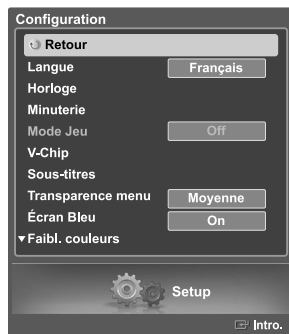 Configuration
Retour
Langue Français
Horloge
Minuterie
Mode Jeu Off
V-Chip
Sous-titres
Transparence menu Moyenne
Écran Bleu On
▼Faibl. couleurs
Setup
Intro.